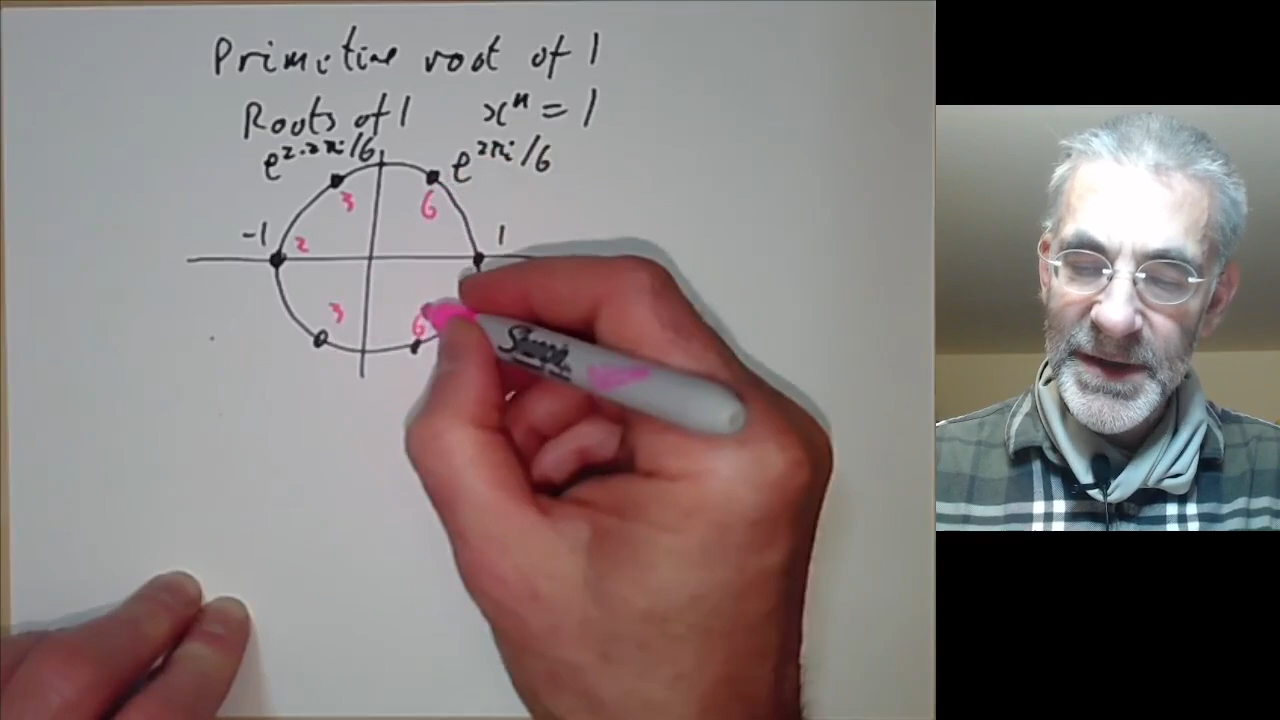 Primitive root of 1
Roots of 1 xⁿ = 1
e^{2·2πi/6} e^{2πi/6}
3 6
-1 2 1
3 6
Sharpie